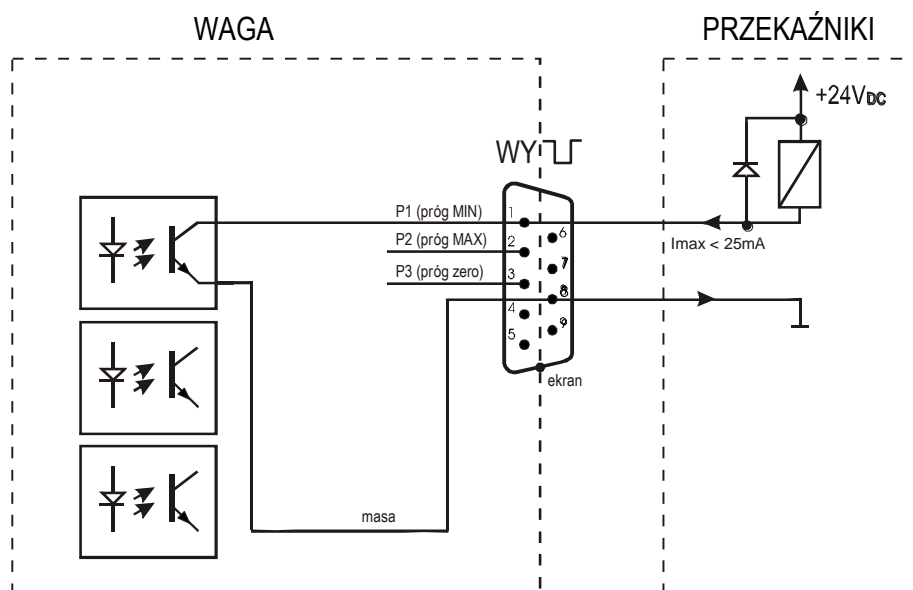 WAGA
PRZEKAŹNIKI
+24VDC
WY
P1 (próg MIN)
1
6
Imax < 25mA
P2 (próg MAX)
2
7
P3 (próg zero)
3
8
4
9
5
ekran
masa